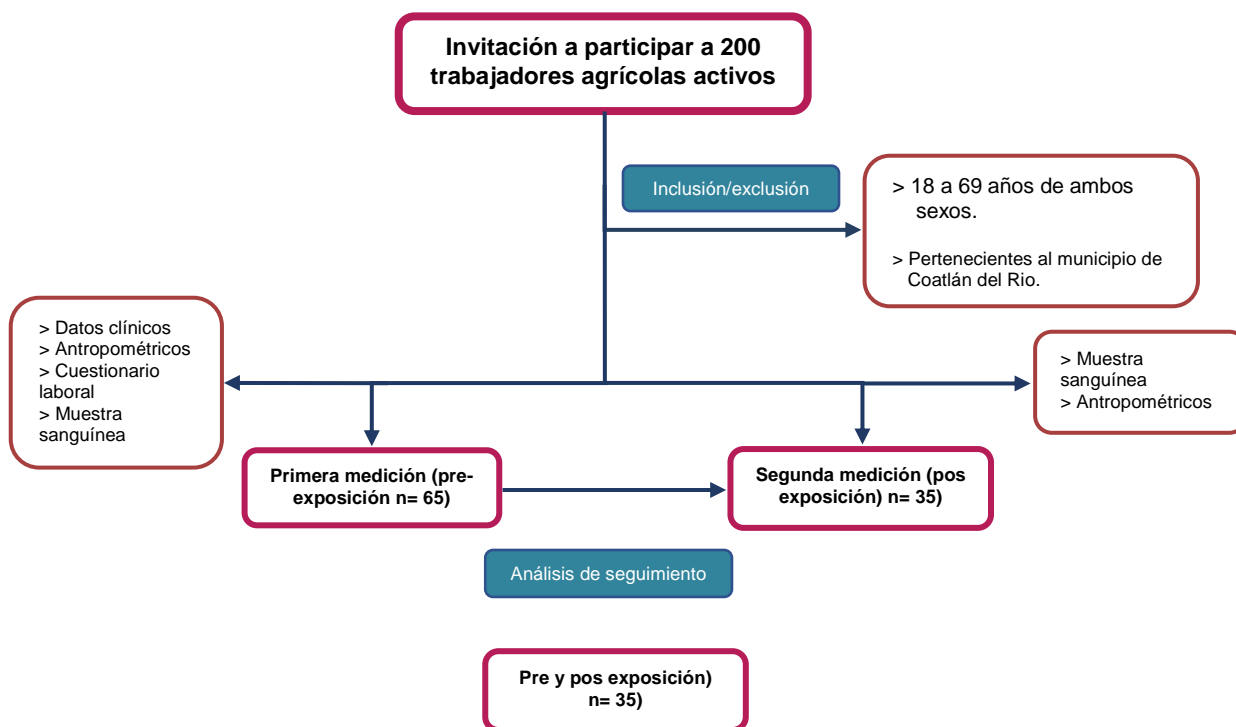 Invitación a participar a 200
trabajadores agrícolas activos
Inclusión/exclusión
> 18 a 69 años de ambos
sexos.
> Pertenecientes al municipio de
Coatlán del Rio.
> Datos clínicos
> Antropométricos
> Cuestionario
laboral
> Muestra
sanguínea
> Muestra
sanguínea
> Antropométricos
Primera medición (pre-
exposición n= 65)
Segunda medición (pos
exposición) n= 35)
Análisis de seguimiento
Pre y pos exposición)
n= 35)